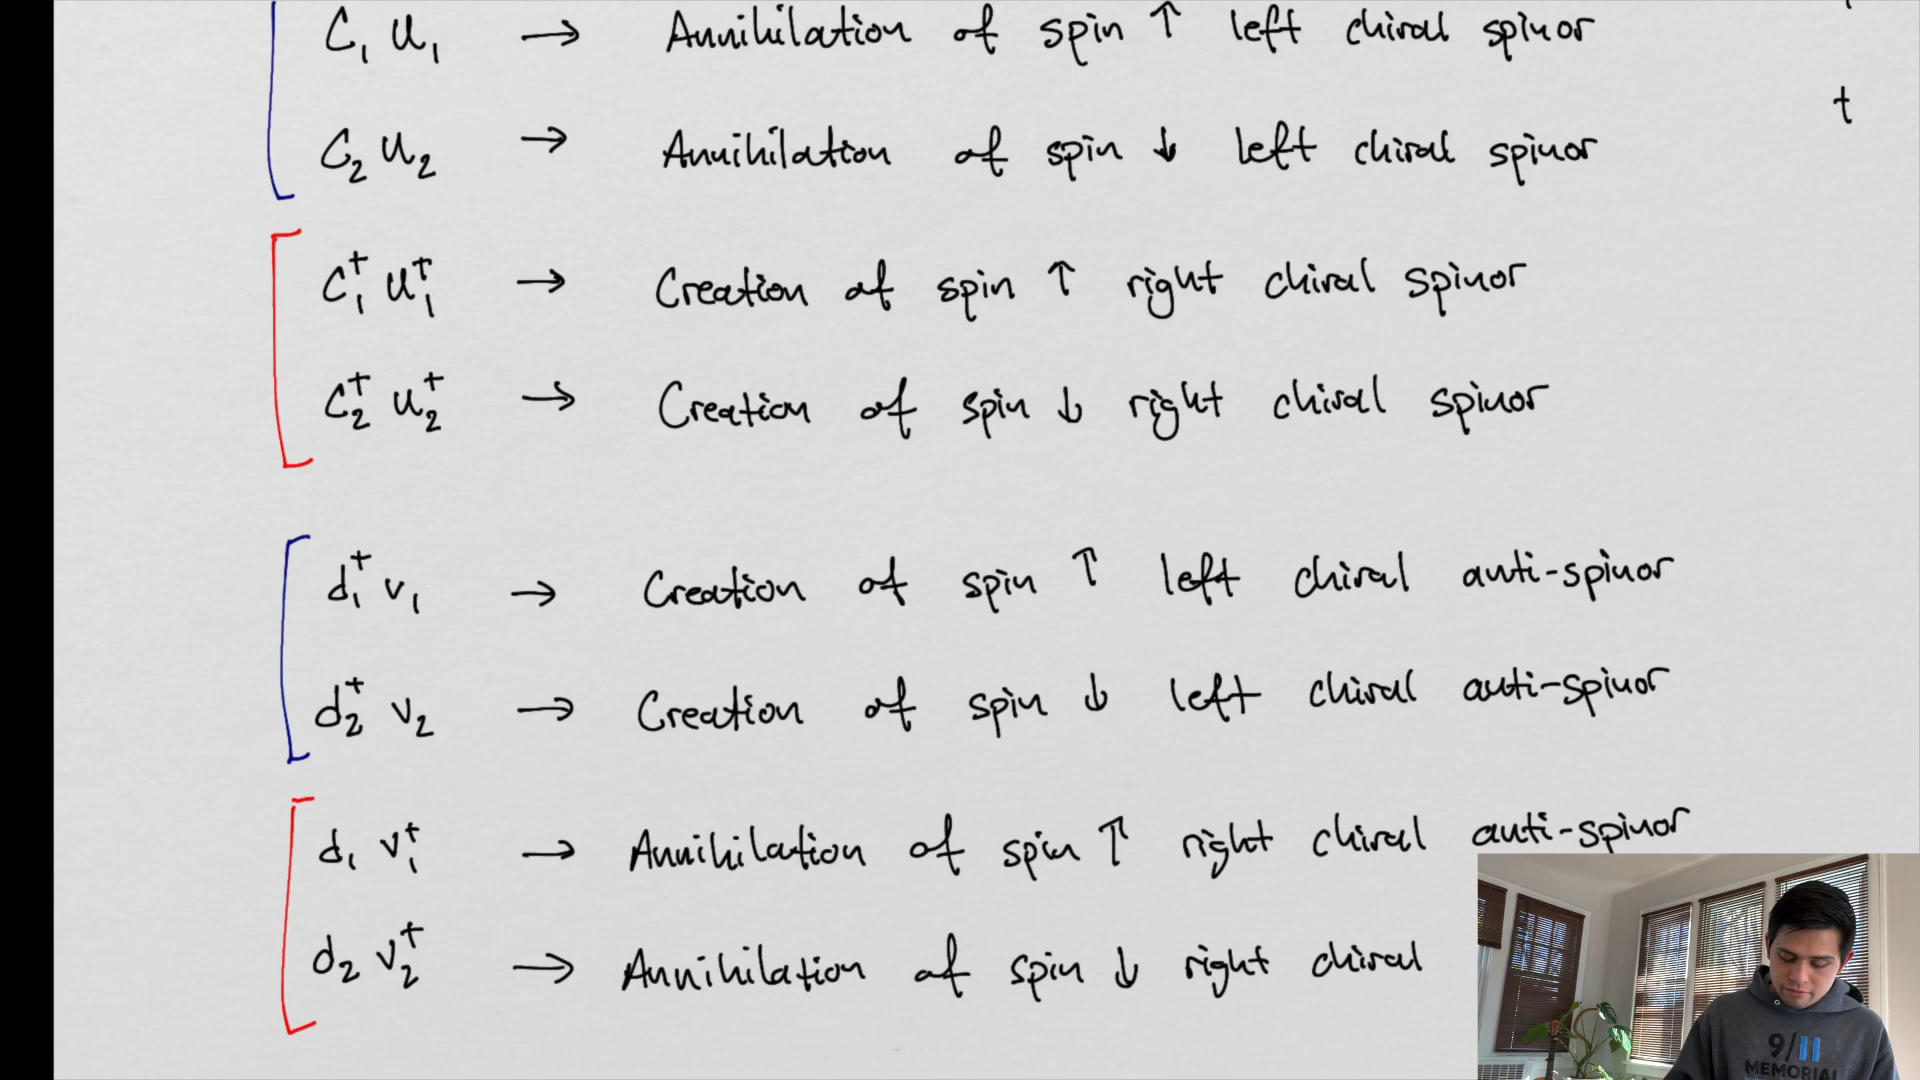 C₁ U₁ → Annihilation of spin ↑ left chiral spinor
t
C₂ U₂ → Annihilation of spin ↓ left chiral spinor
C₁† U₁† → Creation of spin ↑ right chiral spinor
C₂† U₂† → Creation of spin ↓ right chiral spinor
d₁† v₁ → Creation of spin ↑ left chiral anti-spinor
d₂† v₂ → Creation of spin ↓ left chiral anti-spinor
d₁ v₁† → Annihilation of spin ↑ right chiral anti-spinor
d₂ v₂† → Annihilation of spin ↓ right chiral
9/11
MEMORIAL